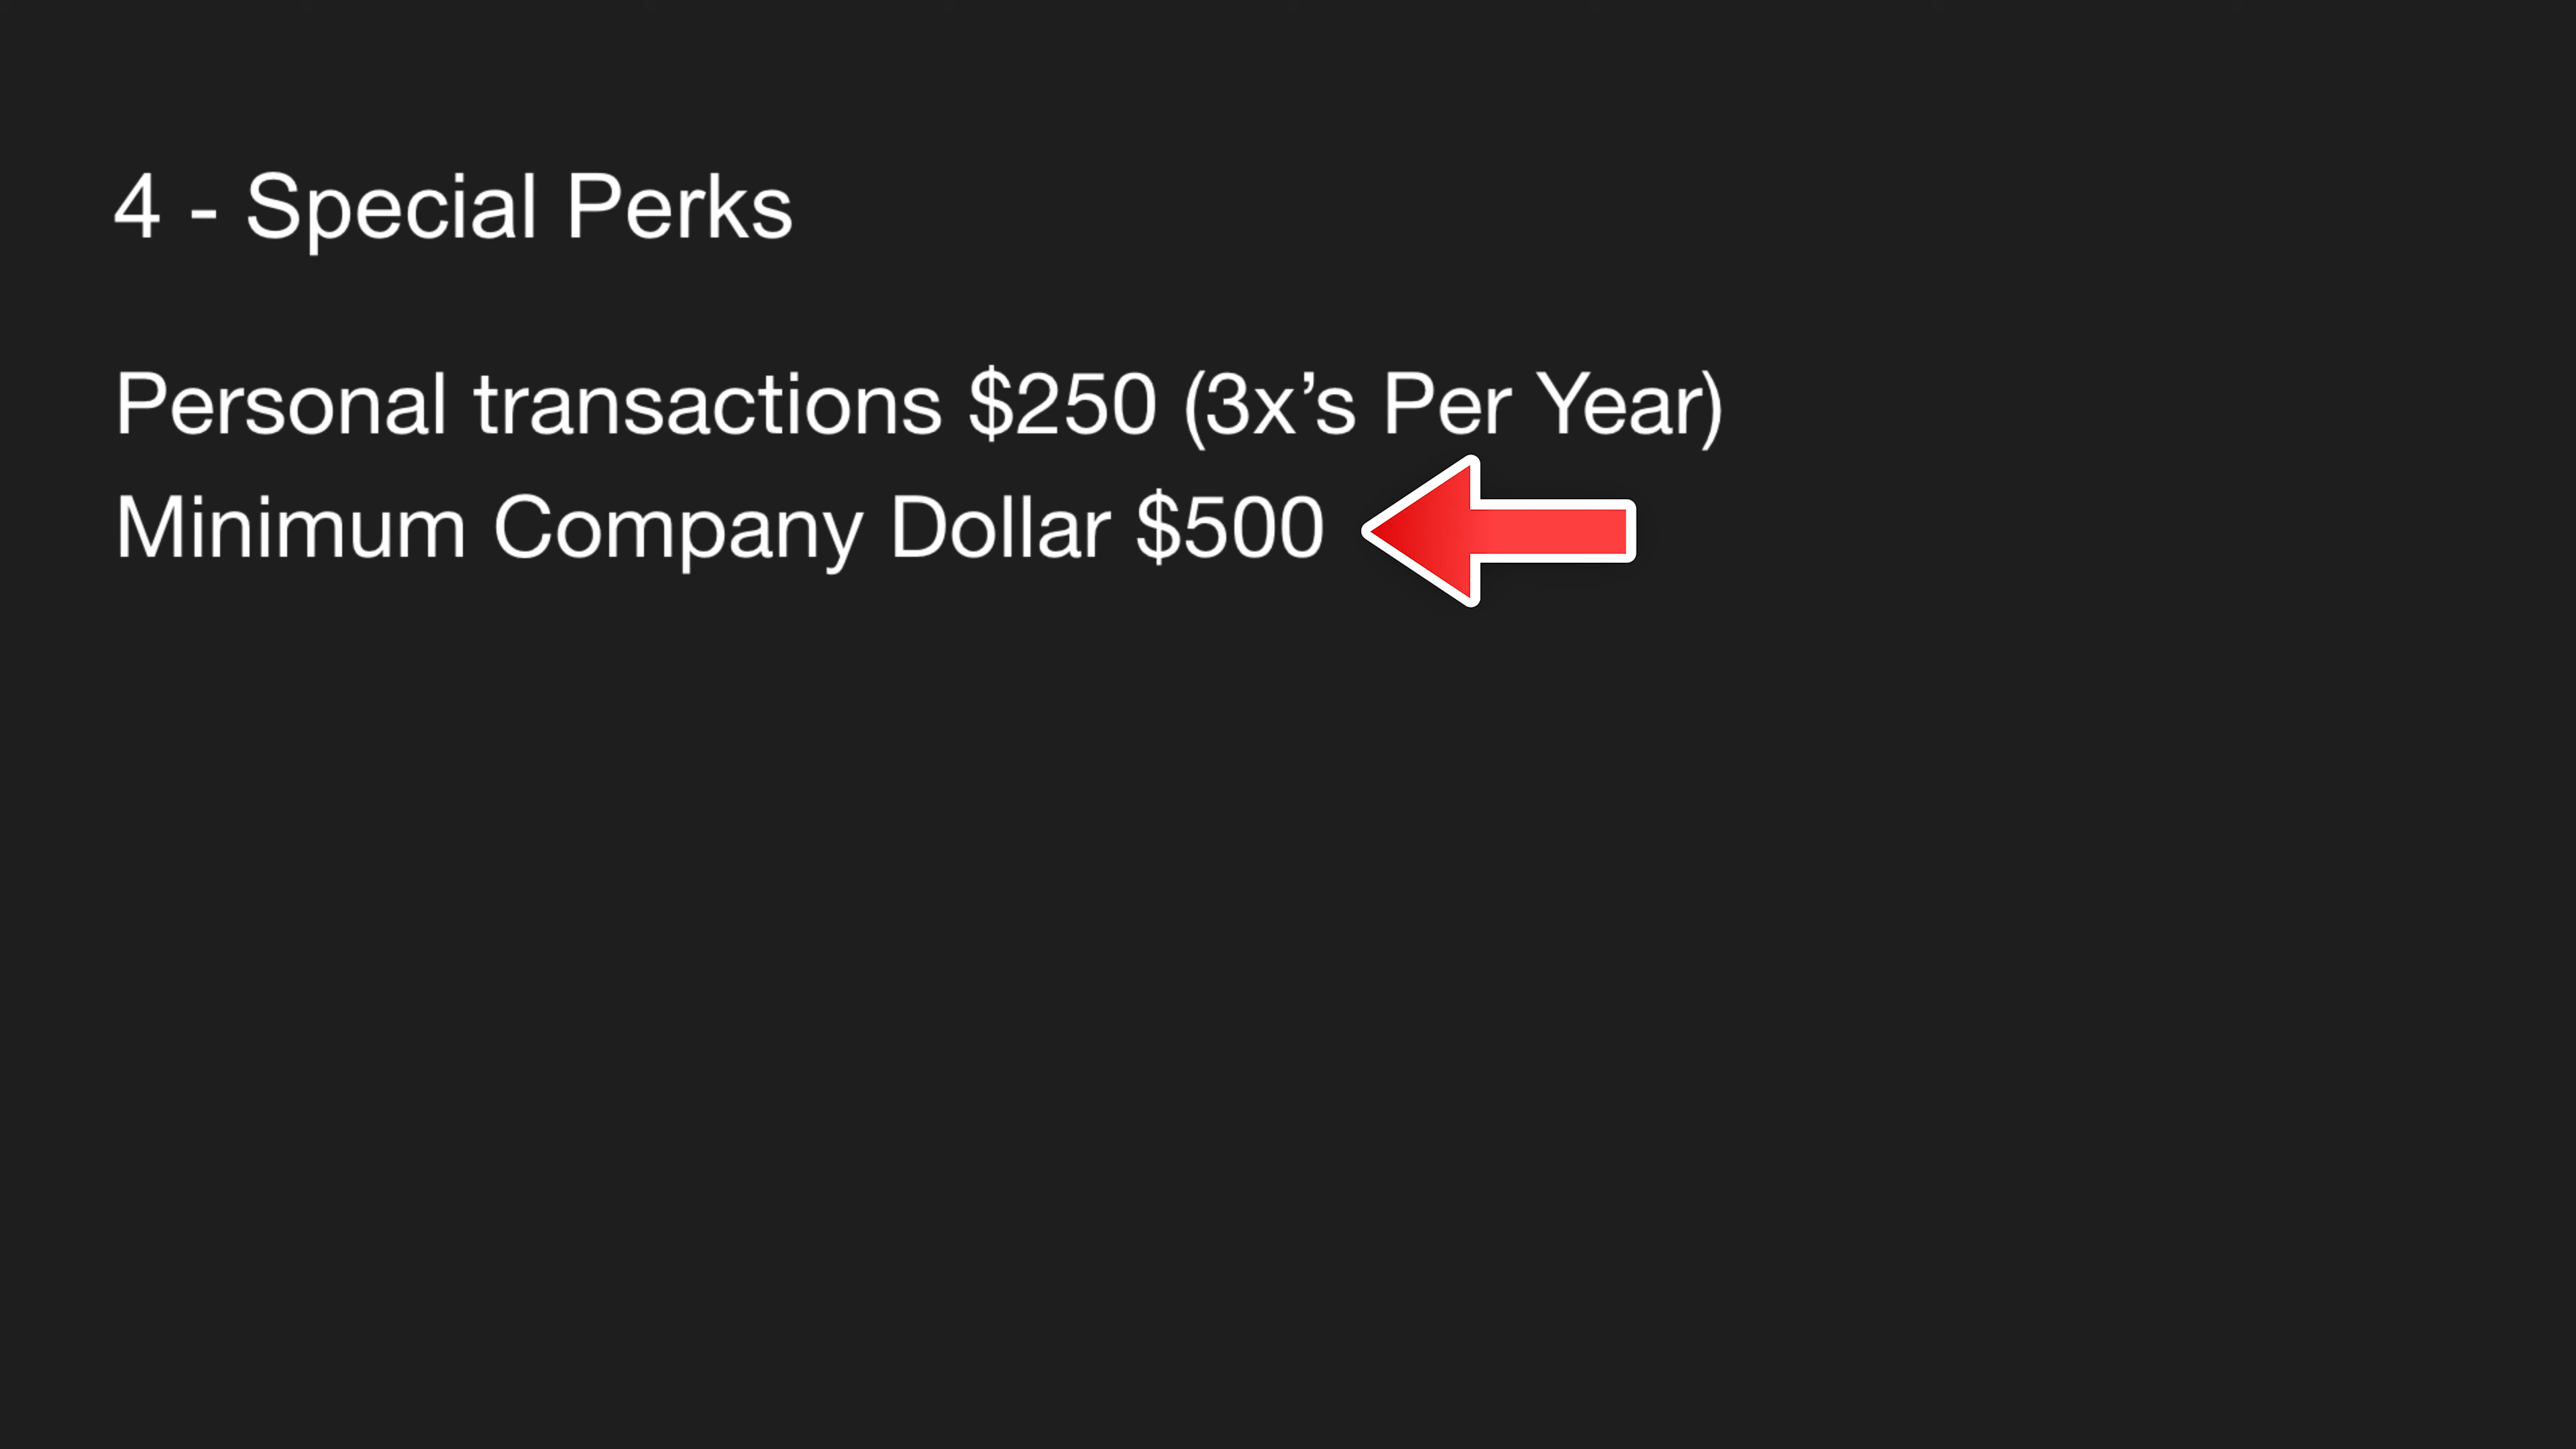 4 - Special Perks
Personal transactions $250 (3x’s Per Year)
Minimum Company Dollar $500